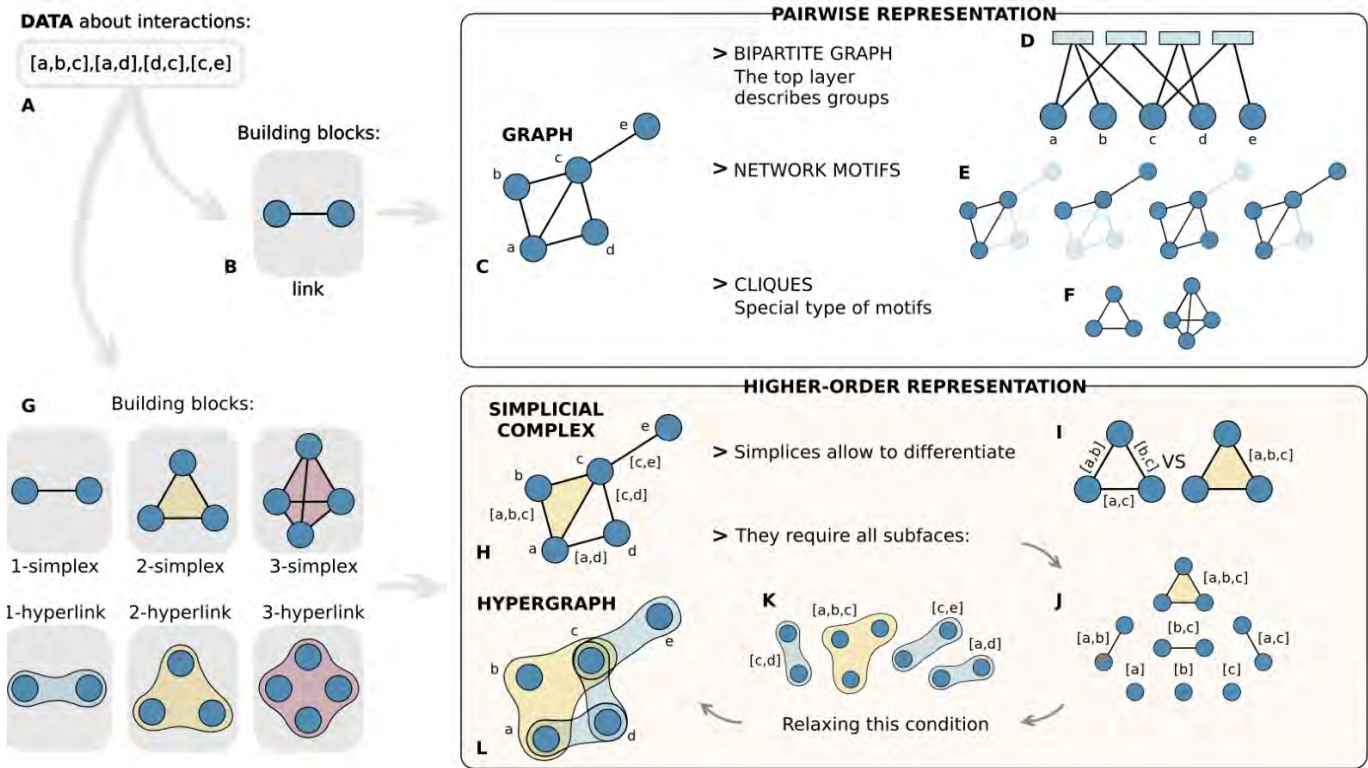 DATA about interactions:
[a,b,c],[a,d],[d,c],[c,e]
A
Building blocks:
B
link
PAIRWISE REPRESENTATION
GRAPH
e
c
b
a
d
C
> BIPARTITE GRAPH
The top layer
describes groups
D
a b c d e
> NETWORK MOTIFS
E
> CLIQUES
Special type of motifs
F
G
Building blocks:
1-simplex 2-simplex 3-simplex
1-hyperlink 2-hyperlink 3-hyperlink
HIGHER-ORDER REPRESENTATION
SIMPLICIAL
COMPLEX
e
c
[c,e]
b
[c,d]
[a,b,c]
a
[a,d]
d
H
> Simplices allow to differentiate
I
[a,b]
[b,c]
[a,c]
VS
[a,b,c]
> They require all subfaces:
J
[a,b,c]
[a,b]
[b,c]
[a,c]
[a] [b] [c]
K
[c,d]
[a,b,c]
[c,e]
[a,d]
Relaxing this condition
HYPERGRAPH
c
e
b
a
d
L